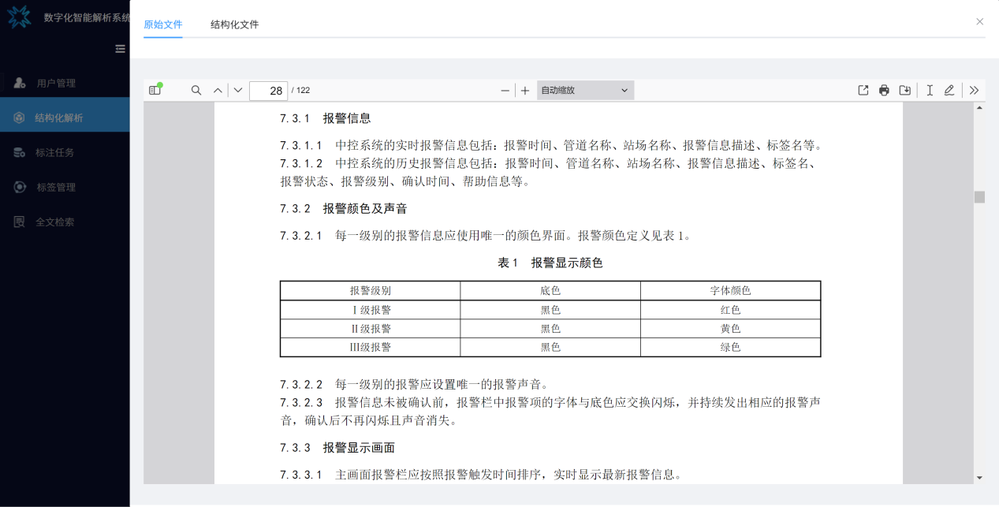 数字化智能解析系统
用户管理
结构化解析
标注任务
标签管理
全文检索
原始文件 结构化文件
28 / 122 自动缩放
7.3.1 报警信息
7.3.1.1 中控系统的实时报警信息包括：报警时间、管道名称、站场名称、报警信息描述、标签名等。
7.3.1.2 中控系统的历史报警信息包括：报警时间、管道名称、站场名称、报警信息描述、标签名、
报警状态、报警级别、确认时间、帮助信息等。
7.3.2 报警颜色及声音
7.3.2.1 每一级别的报警信息应使用唯一的颜色界面。报警颜色定义见表 1。
表 1 报警显示颜色
报警级别 底色 字体颜色
Ⅰ级报警 黑色 红色
Ⅱ级报警 黑色 黄色
Ⅲ级报警 黑色 绿色
7.3.2.2 每一级别的报警应设置唯一的报警声音。
7.3.2.3 报警信息未被确认前，报警栏中报警项的字体与底色应交换闪烁，并持续发出相应的报警声
音，确认后不再闪烁且声音消失。
7.3.3 报警显示画面
7.3.3.1 主画面报警栏应按照报警触发时间排序，实时显示最新报警信息。